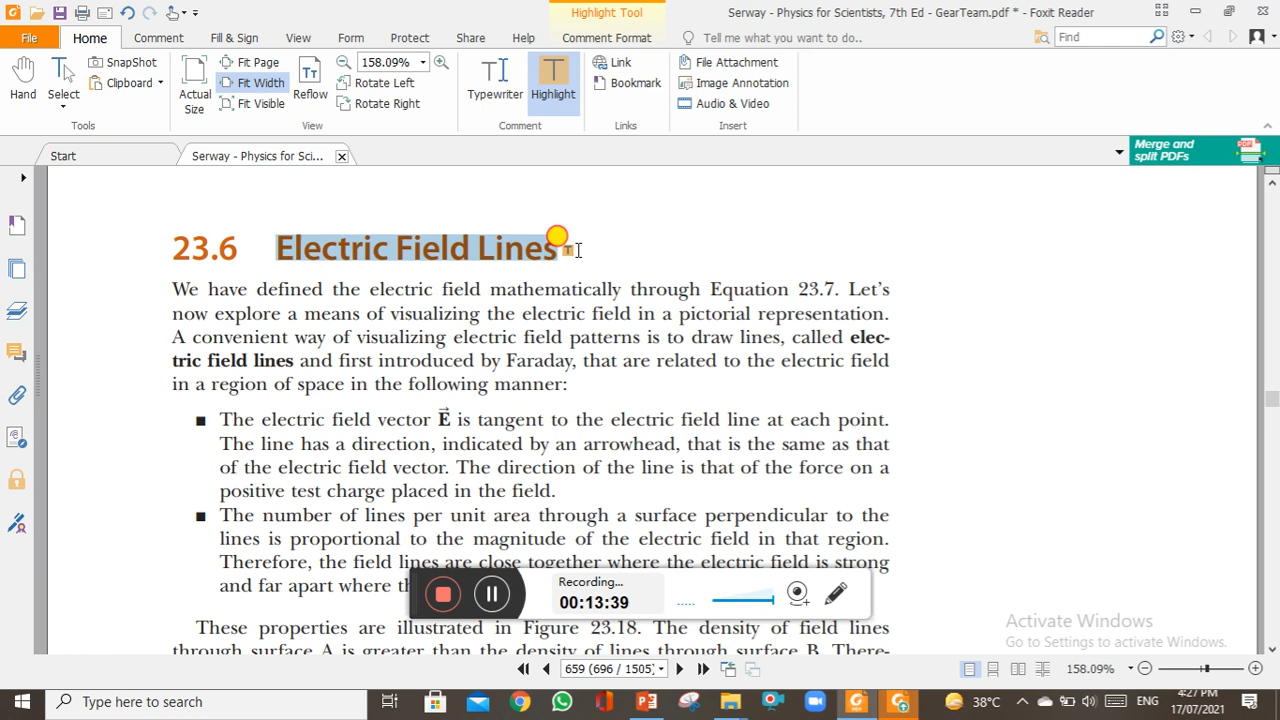 Highlight Tool
Serway - Physics for Scientists, 7th Ed - GearTeam.pdf * - Foxit Reader
File Home Comment Fill & Sign View Form Protect Share Help Comment Format Tell me what you want to do.. Find
Hand Select SnapShot Clipboard Actual Size Fit Page Fit Width Fit Visible Reflow 158.09% Rotate Left Rotate Right Typewriter Highlight Link Bookmark File Attachment Image Annotation Audio & Video
Tools View Comment Links Insert
Start Serway - Physics for Sci... Merge and split PDFs
23.6 Electric Field Lines
We have defined the electric field mathematically through Equation 23.7. Let's
now explore a means of visualizing the electric field in a pictorial representation.
A convenient way of visualizing electric field patterns is to draw lines, called elec-
tric field lines and first introduced by Faraday, that are related to the electric field
in a region of space in the following manner:
■ The electric field vector E⃗ is tangent to the electric field line at each point.
The line has a direction, indicated by an arrowhead, that is the same as that
of the electric field vector. The direction of the line is that of the force on a
positive test charge placed in the field.
■ The number of lines per unit area through a surface perpendicular to the
lines is proportional to the magnitude of the electric field in that region.
Therefore, the field lines are close together where the electric field is strong
and far apart where
Recording...
00:13:39
These properties are illustrated in Figure 23.18. The density of field lines
through surface A is greater than the density of lines through surface B. There-
Activate Windows
Go to Settings to activate Windows.
659 (696 / 1505) 158.09%
Type here to search 38°C ENG 4:27 PM
17/07/2021